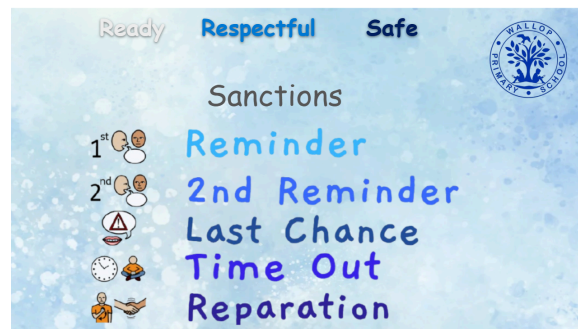 Ready Respectful Safe
WALLOP
PRIMARY SCHOOL
Sanctions
1st Reminder
2nd 2nd Reminder
Last Chance
Time Out
Reparation